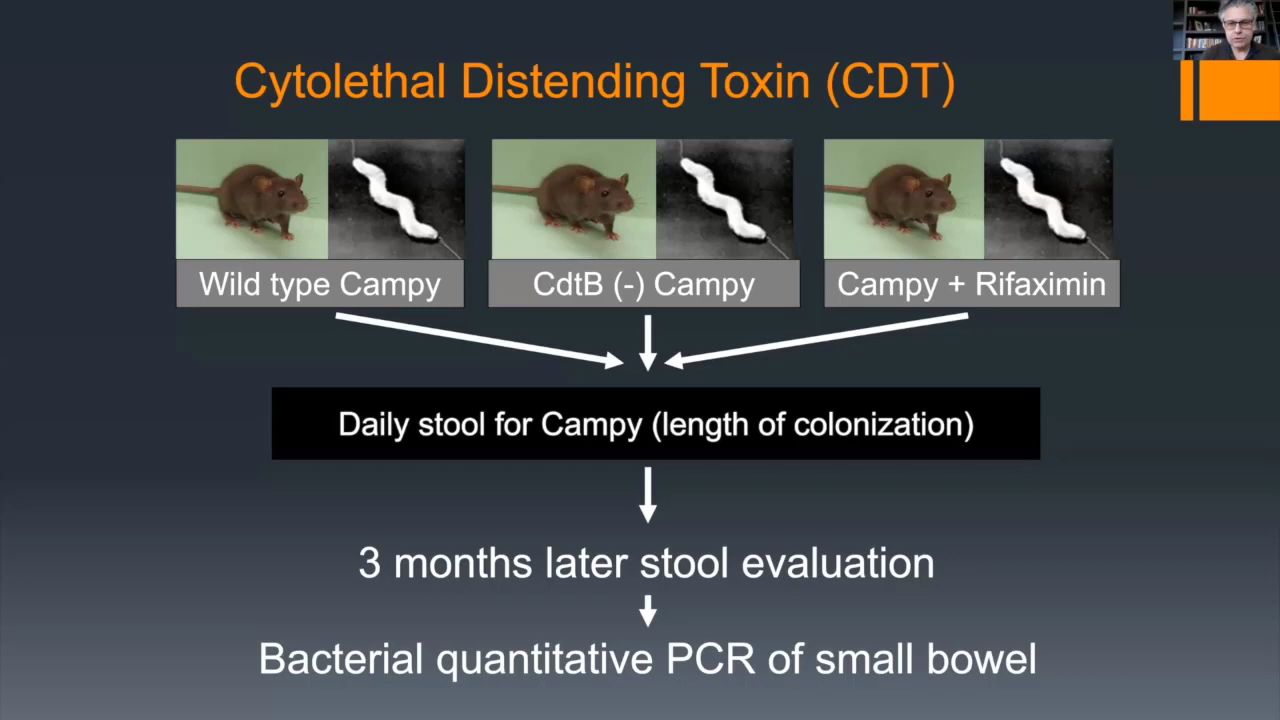 Cytolethal Distending Toxin (CDT)
Wild type Campy
CdtB (-) Campy
Campy + Rifaximin
Daily stool for Campy (length of colonization)
3 months later stool evaluation
Bacterial quantitative PCR of small bowel